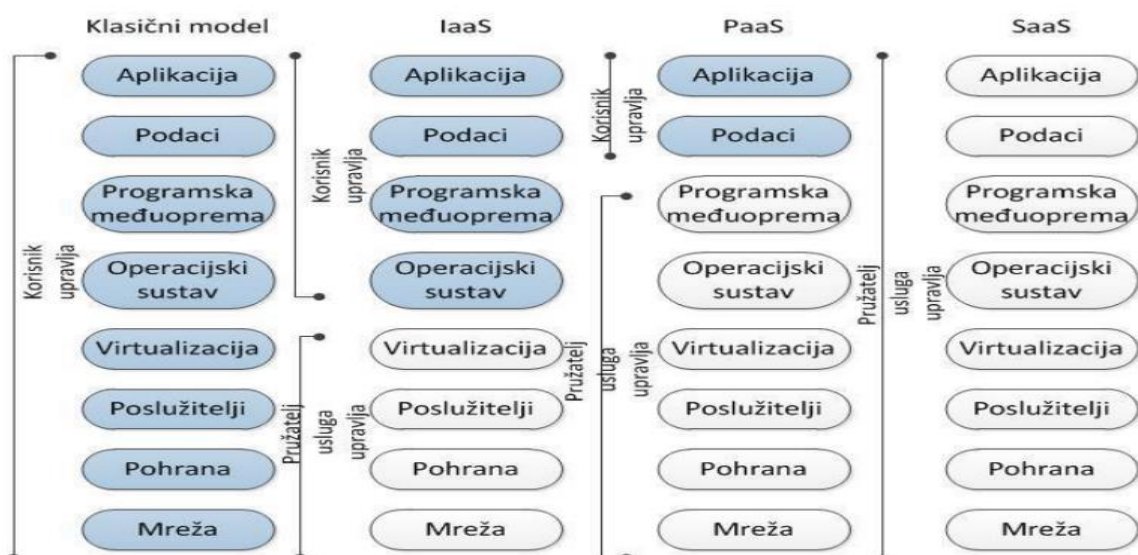 Klasični model
IaaS
PaaS
SaaS
Korisnik
upravlja
Aplikacija
Podaci
Programska
međuoprema
Operacijski
sustav
Virtualizacija
Poslužitelji
Pohrana
Mreža
Korisnik
upravlja
Pružatelj
usluga
upravlja
Aplikacija
Podaci
Programska
međuoprema
Operacijski
sustav
Virtualizacija
Poslužitelji
Pohrana
Mreža
Korisnik
upravlja
Pružatelj
usluga
upravlja
Aplikacija
Podaci
Programska
međuoprema
Operacijski
sustav
Virtualizacija
Poslužitelji
Pohrana
Mreža
Pružatelj
usluga
upravlja
Aplikacija
Podaci
Programska
međuoprema
Operacijski
sustav
Virtualizacija
Poslužitelji
Pohrana
Mreža